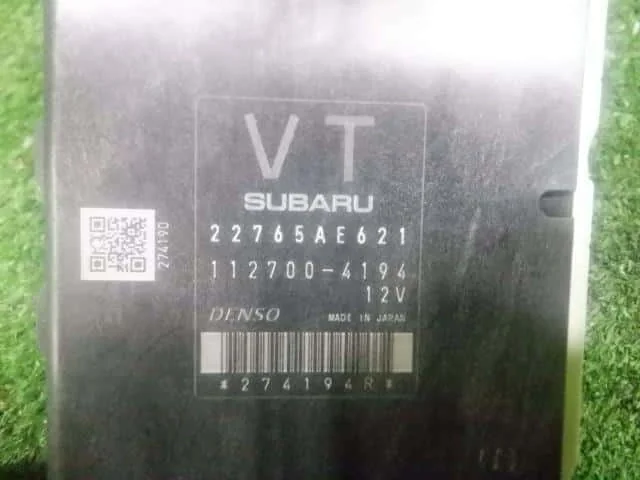 VT
SUBARU
22765AE621
112700-4194
12V
DENSO
MADE IN JAPAN
*274194R*
274190